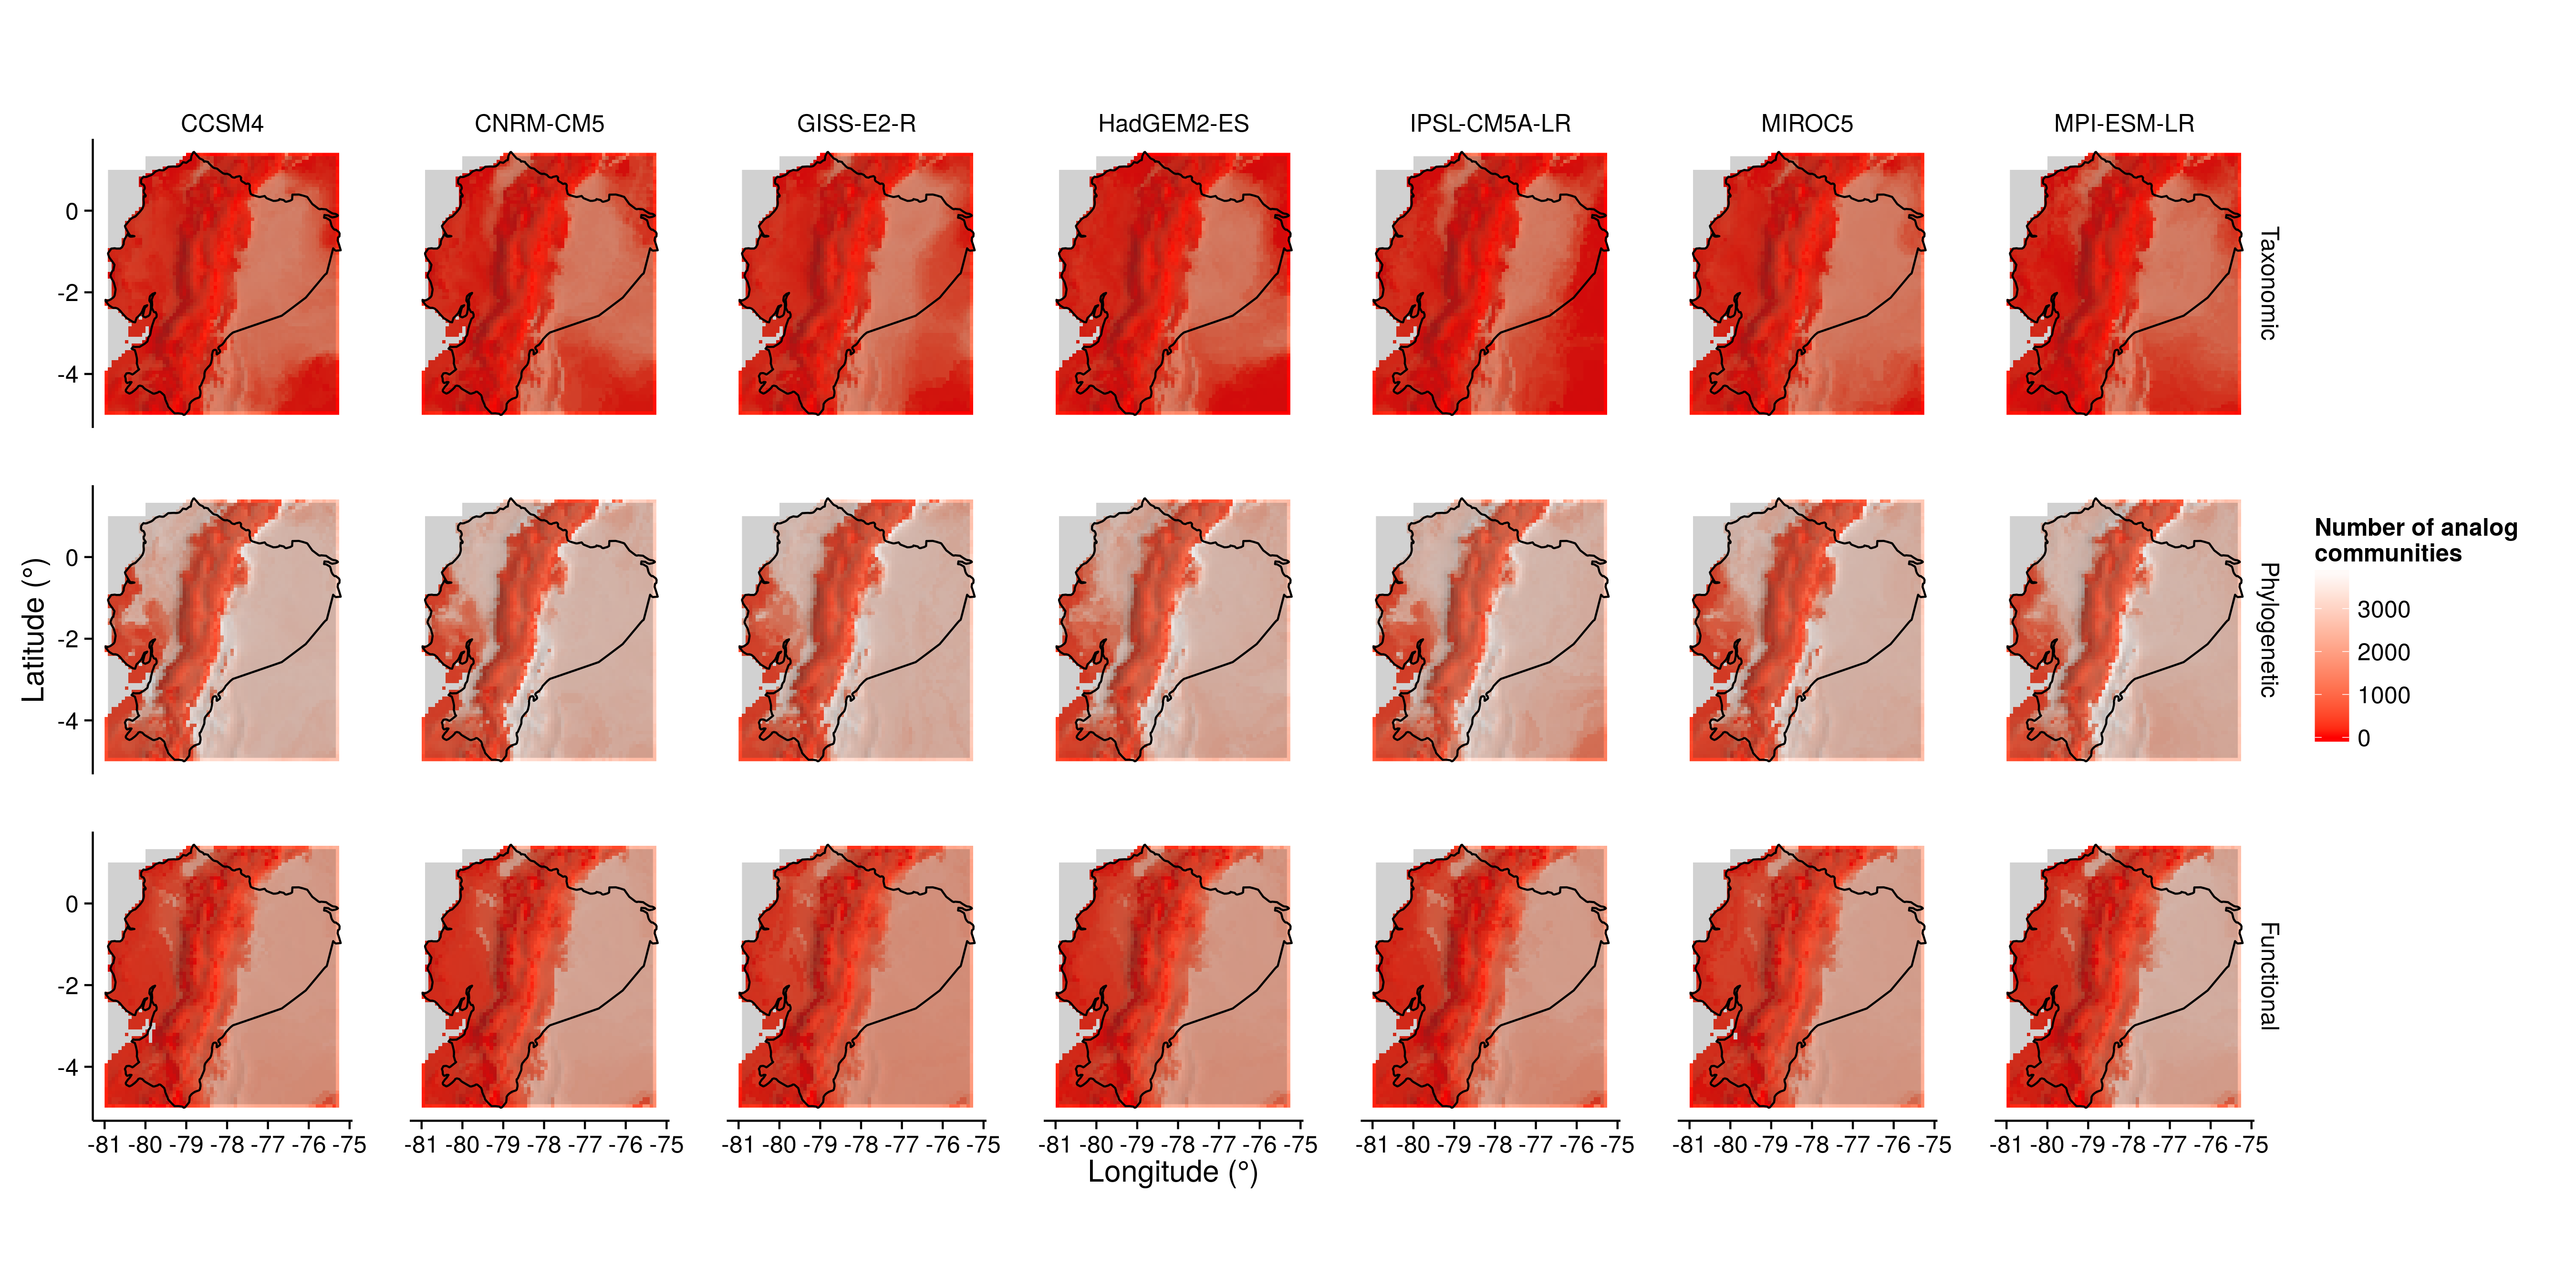 CCSM4 CNRM-CM5 GISS-E2-R HadGEM2-ES IPSL-CM5A-LR MIROC5 MPI-ESM-LR
0
-2
-4
Taxonomic
Latitude (°)
0
-2
-4
Phylogenetic
Number of analog
communities
3000
2000
1000
0
0
-2
-4
Functional
-81 -80 -79 -78 -77 -76 -75 -81 -80 -79 -78 -77 -76 -75 -81 -80 -79 -78 -77 -76 -75 -81 -80 -79 -78 -77 -76 -75 -81 -80 -79 -78 -77 -76 -75 -81 -80 -79 -78 -77 -76 -75 -81 -80 -79 -78 -77 -76 -75
Longitude (°)